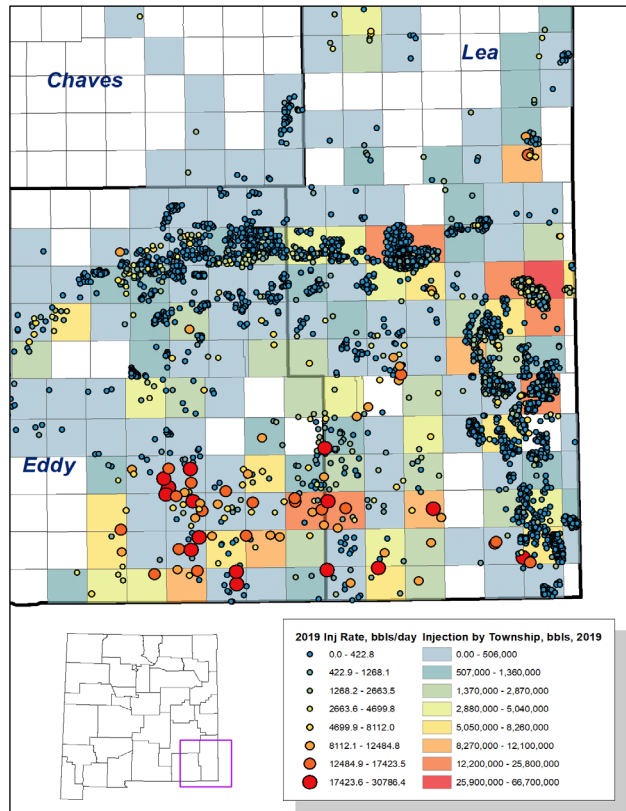 Chaves
Lea
Eddy
2019 Inj Rate, bbls/day Injection by Township, bbls, 2019
0.0 - 422.8 0.00 - 506,000
422.9 - 1268.1 507,000 - 1,360,000
1268.2 - 2663.5 1,370,000 - 2,870,000
2663.6 - 4699.8 2,880,000 - 5,040,000
4699.9 - 8112.0 5,050,000 - 8,260,000
8112.1 - 12484.8 8,270,000 - 12,100,000
12484.9 - 17423.5 12,200,000 - 25,800,000
17423.6 - 30786.4 25,900,000 - 66,700,000